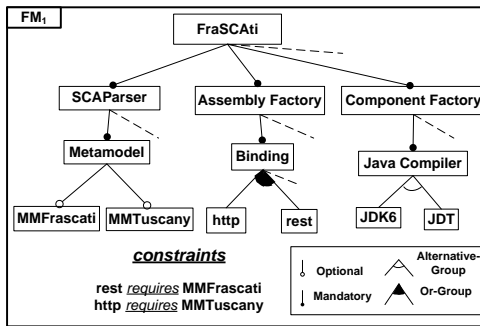 FM1
FraSCAti
SCAParser
Assembly Factory
Component Factory
Metamodel
Binding
Java Compiler
MMFrascati
MMTuscany
http
rest
JDK6
JDT
constraints
rest requires MMFrascati
http requires MMTuscany
Optional
Mandatory
Alternative-
Group
Or-Group